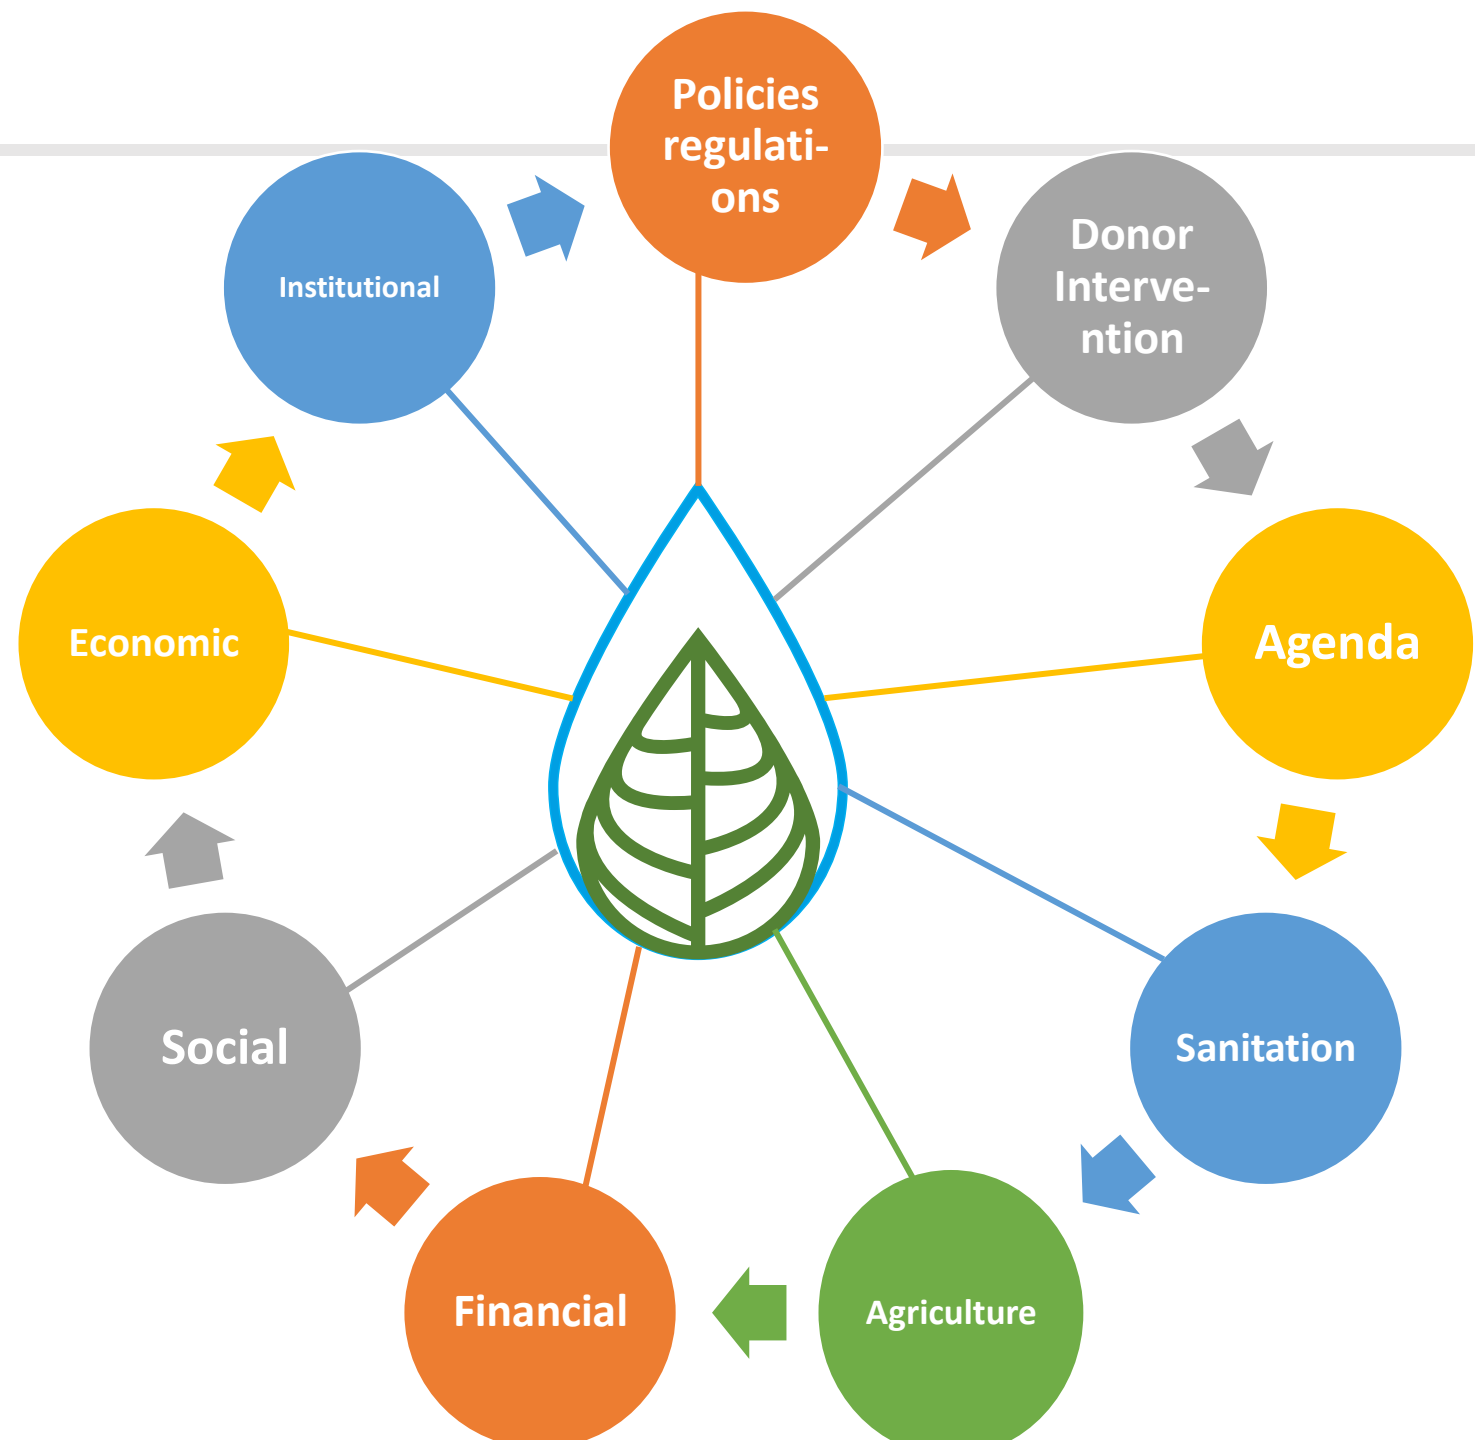 Policies
regulati-
ons
Donor
Interve-
ntion
Agenda
Sanitation
Agriculture
Financial
Social
Economic
Institutional